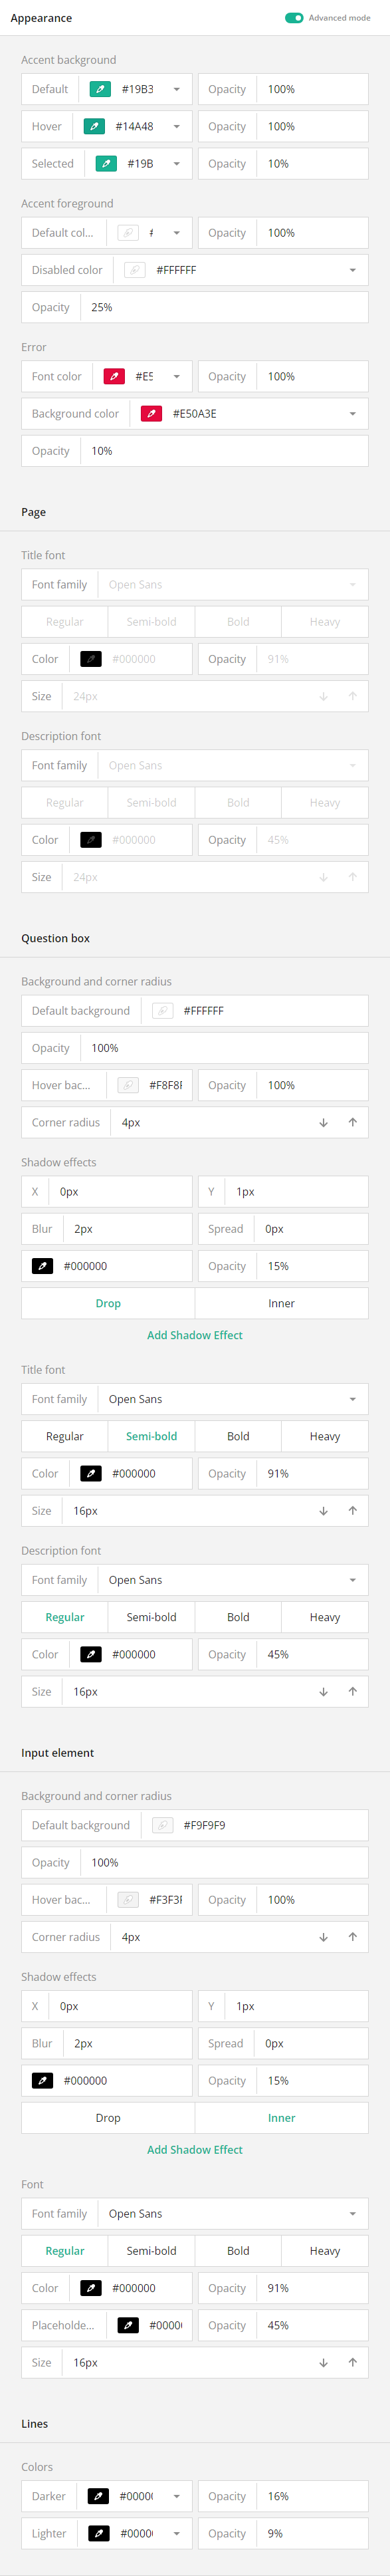 Appearance Advanced mode
Accent background
Default #19B3 Opacity 100%
Hover #14A48 Opacity 100%
Selected #19B Opacity 10%
Accent foreground
Default col... # Opacity 100%
Disabled color #FFFFFF
Opacity 25%
Error
Font color #E5 Opacity 100%
Background color #E50A3E
Opacity 10%
Page
Title font
Font family Open Sans
Regular Semi-bold Bold Heavy
Color #000000 Opacity 91%
Size 24px
Description font
Font family Open Sans
Regular Semi-bold Bold Heavy
Color #000000 Opacity 45%
Size 24px
Question box
Background and corner radius
Default background #FFFFFF
Opacity 100%
Hover bac... #F8F8F Opacity 100%
Corner radius 4px
Shadow effects
X 0px Y 1px
Blur 2px Spread 0px
#000000 Opacity 15%
Drop Inner
Add Shadow Effect
Title font
Font family Open Sans
Regular Semi-bold Bold Heavy
Color #000000 Opacity 91%
Size 16px
Description font
Font family Open Sans
Regular Semi-bold Bold Heavy
Color #000000 Opacity 45%
Size 16px
Input element
Background and corner radius
Default background #F9F9F9
Opacity 100%
Hover bac... #F3F3F Opacity 100%
Corner radius 4px
Shadow effects
X 0px Y 1px
Blur 2px Spread 0px
#000000 Opacity 15%
Drop Inner
Add Shadow Effect
Font
Font family Open Sans
Regular Semi-bold Bold Heavy
Color #000000 Opacity 91%
Placeholde... #0000 Opacity 45%
Size 16px
Lines
Colors
Darker #0000 Opacity 16%
Lighter #0000 Opacity 9%